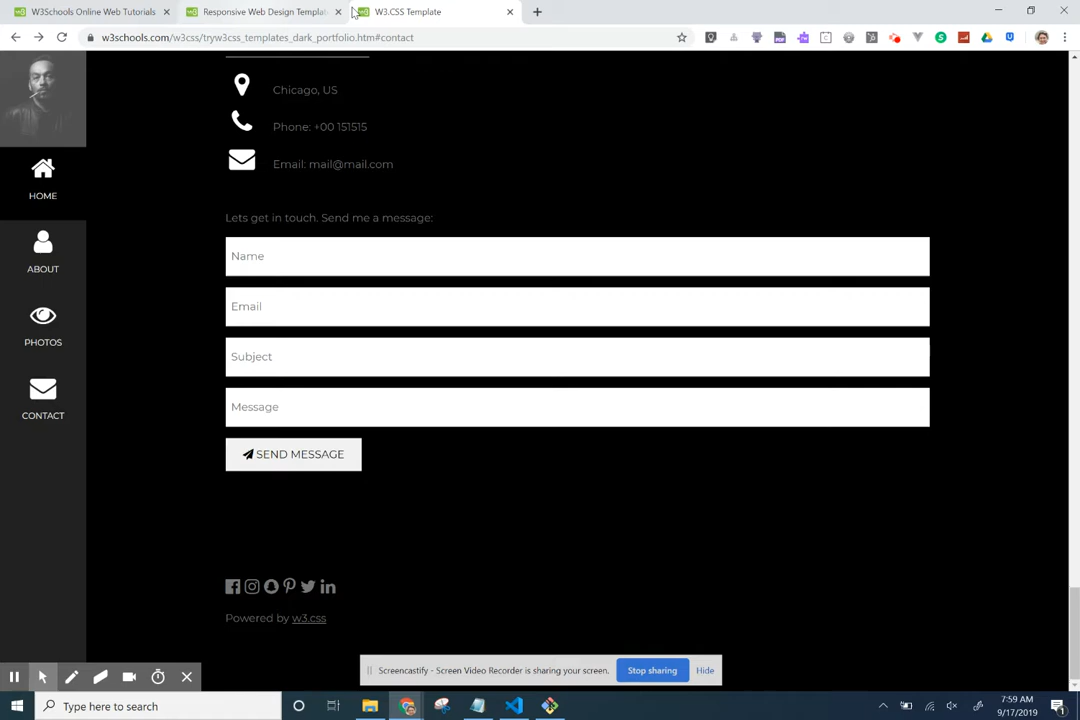 W3Schools Online Web Tutorials
Responsive Web Design Templat
W3.CSS Template
w3schools.com/w3css/tryw3css_templates_dark_portfolio.htm#contact
Chicago, US
Phone: +00 151515
Email: mail@mail.com
HOME
ABOUT
PHOTOS
CONTACT
Lets get in touch. Send me a message:
Name
Email
Subject
Message
SEND MESSAGE
Powered by w3.css
Screencastify - Screen Video Recorder is sharing your screen.
Stop sharing
Hide
Type here to search
7:59 AM
9/17/2019